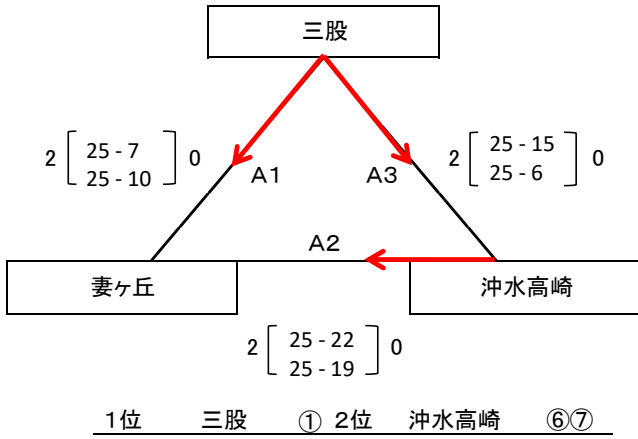 三股
2 [ 25 - 7 25 - 10 ] 0
A1
A3
2 [ 25 - 15 25 - 6 ] 0
A2
妻ヶ丘
沖水高崎
2 [ 25 - 22 25 - 19 ] 0
1位 三股 ① 2位 沖水高崎 ⑥⑦